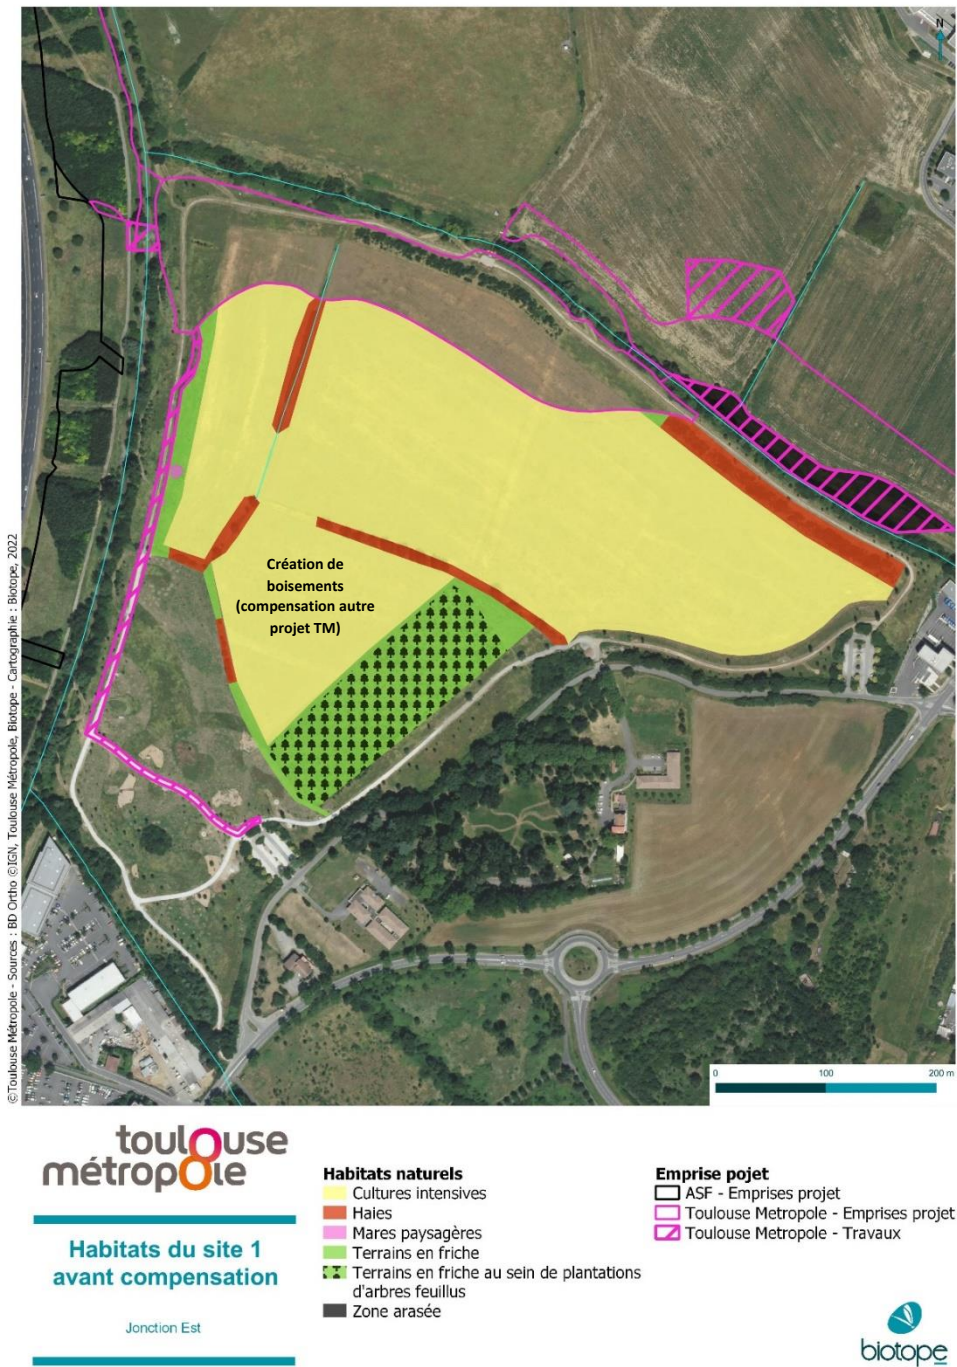 N
Création de
boisements
(compensation autre
projet TM)
©Toulouse Métropole - Sources : BD Ortho ©IGN, Toulouse Métropole, Biotope - Cartographie : Biotope, 2022
0 100 200 m
toulouse
métropole
Habitats du site 1
avant compensation
Jonction Est
Habitats naturels
Cultures intensives
Haies
Mares paysagères
Terrains en friche
Terrains en friche au sein de plantations
d'arbres feuillus
Zone arasée
Emprise pojet
ASF - Emprises projet
Toulouse Metropole - Emprises projet
Toulouse Metropole - Travaux
biotope